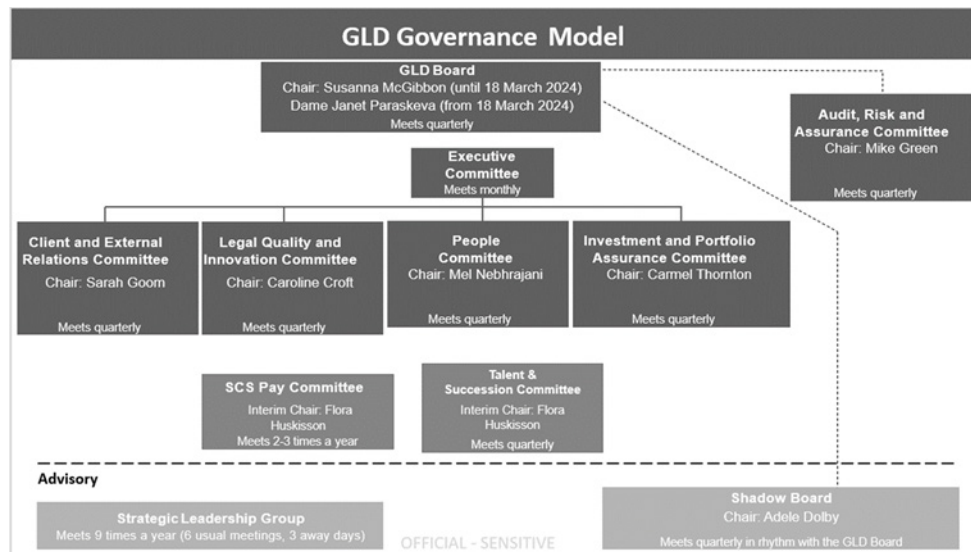 GLD Governance Model
GLD Board
Chair: Susanna McGibbon (until 18 March 2024)
Dame Janet Paraskeva (from 18 March 2024)
Meets quarterly
Audit, Risk and
Assurance Committee
Chair: Mike Green
Meets quarterly
Executive
Committee
Meets monthly
Client and External
Relations Committee
Chair: Sarah Goom
Meets quarterly
Legal Quality and
Innovation Committee
Chair: Caroline Croft
Meets quarterly
People
Committee
Chair: Mel Nebhrajani
Meets quarterly
Investment and Portfolio
Assurance Committee
Chair: Carmel Thornton
Meets quarterly
SCS Pay Committee
Interim Chair: Flora
Huskisson
Meets 2-3 times a year
Talent &
Succession Committee
Interim Chair: Flora
Huskisson
Meets quarterly
Advisory
Strategic Leadership Group
Meets 9 times a year (6 usual meetings, 3 away days)
Shadow Board
Chair: Adele Dolby
Meets quarterly in rhythm with the GLD Board
OFFICIAL - SENSITIVE